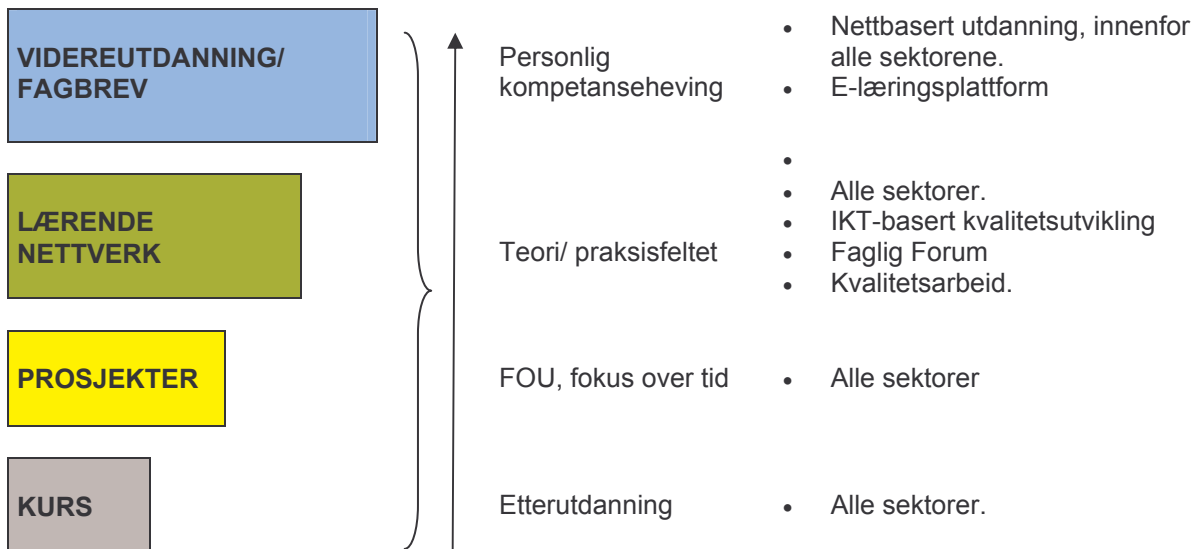 VIDEREUTDANNING/
FAGBREV
Personlig
kompetanseheving
• Nettbasert utdanning, innenfor
alle sektorene.
• E-læringsplattform
LÆRENDE
NETTVERK
Teori/ praksisfeltet
•
• Alle sektorer.
• IKT-basert kvalitetsutvikling
• Faglig Forum
• Kvalitetsarbeid.
PROSJEKTER
FOU, fokus over tid
• Alle sektorer
KURS
Etterutdanning
• Alle sektorer.